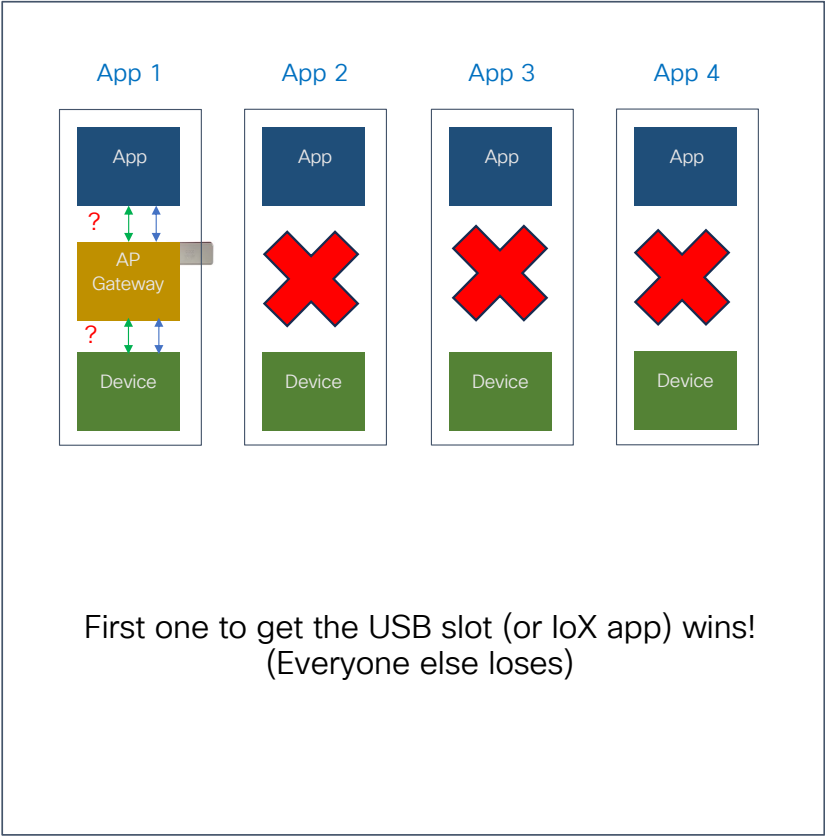 App 1
App 2
App 3
App 4
App
App
App
App
?
AP
Gateway
?
Device
Device
Device
Device
First one to get the USB slot (or IoX app) wins!
(Everyone else loses)